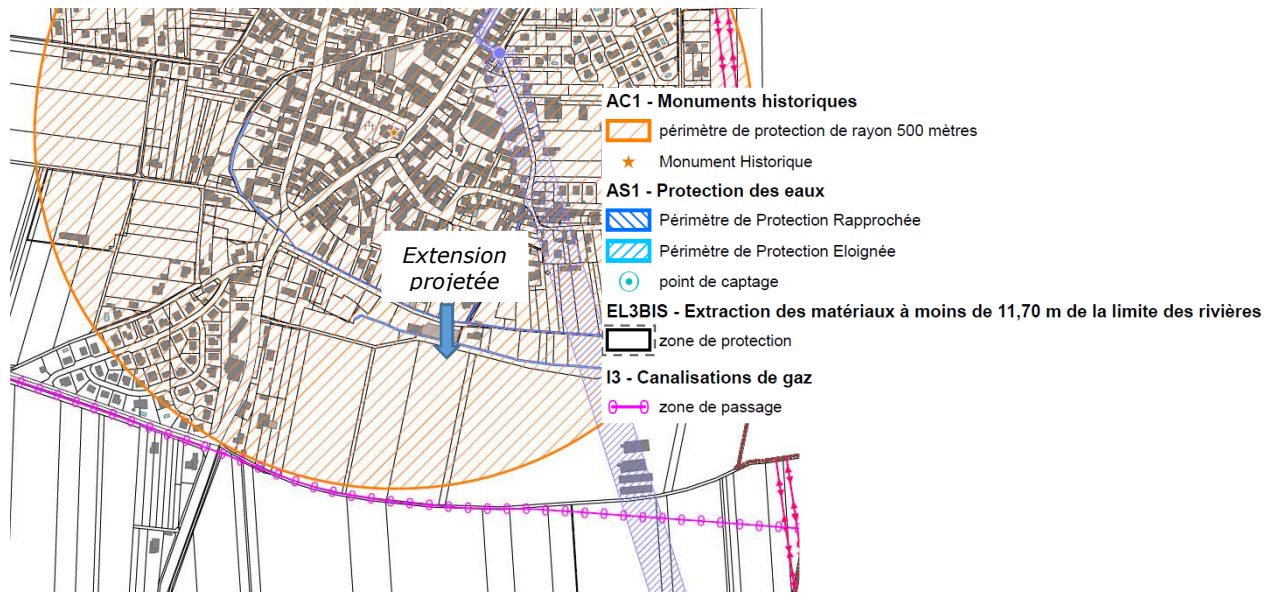 AC1 - Monuments historiques
périmètre de protection de rayon 500 mètres
Monument Historique
AS1 - Protection des eaux
Périmètre de Protection Rapprochée
Périmètre de Protection Eloignée
point de captage
EL3BIS - Extraction des matériaux à moins de 11,70 m de la limite des rivières
zone de protection
I3 - Canalisations de gaz
zone de passage
Extension
projetée